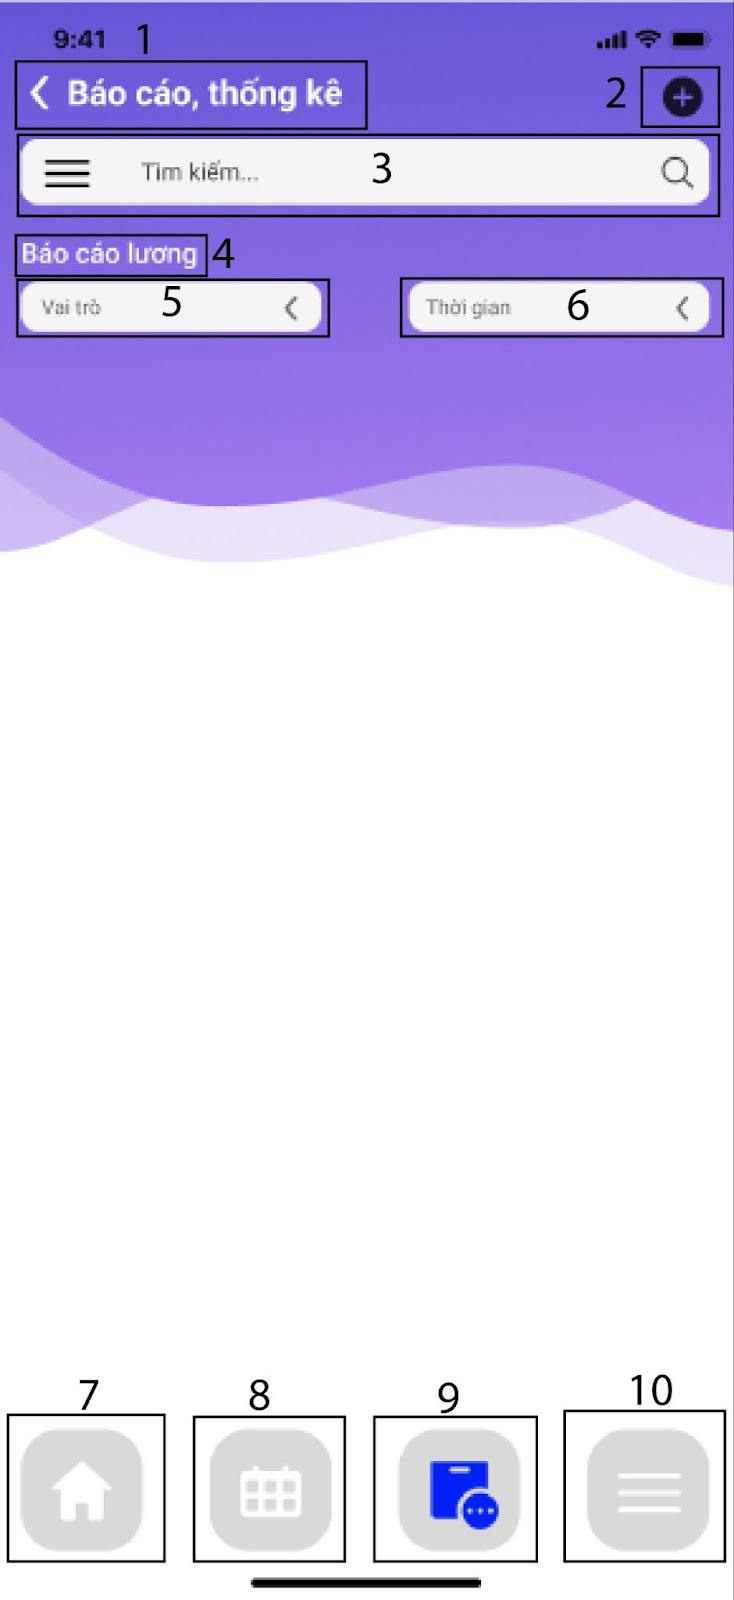 9:41 1
Báo cáo, thống kê 2
Tìm kiếm... 3
Báo cáo lương 4
Vai trò 5 Thời gian 6
7 8 9 10